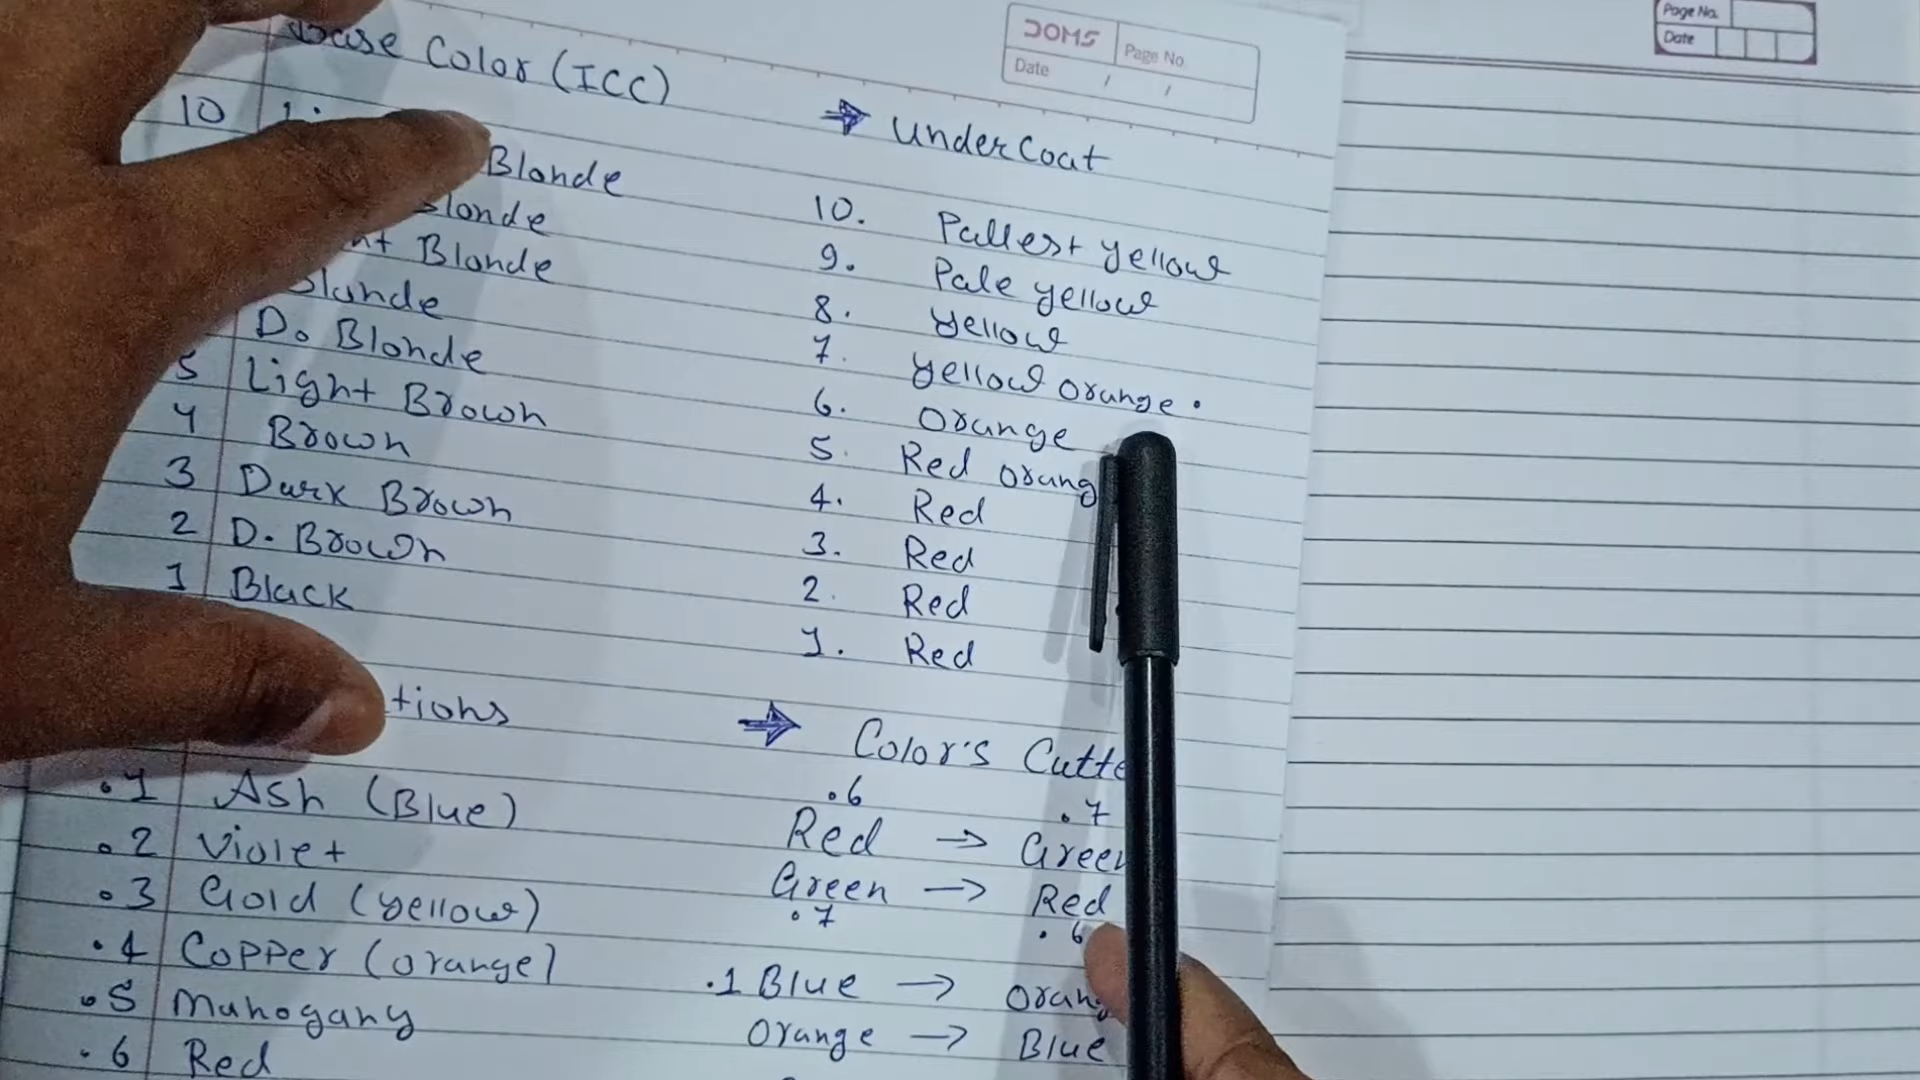 Base Color (ICC)
10
Blonde
Blonde
Blonde
Blonde
D. Blonde
5 Light Brown
4 Brown
3 Dark Brown
2 D. Brown
1 Black
tions
.1 Ash (Blue)
.2 Violet
.3 Gold (yellow)
.4 Copper (orange)
.5 Mahogany
.6 Red
DOMS
Page No.
Date / /
→ Under Coat
10. Pallest yellow
9. Pale yellow
8. yellow
7. yellow orange.
6. Orange
5. Red orang
4. Red
3. Red
2. Red
1. Red
→ Color's Cutte
.6 .7
Red → Green
Green → Red
.7 .6
.1 Blue → Orang
Orange → Blue
Page No.
Date